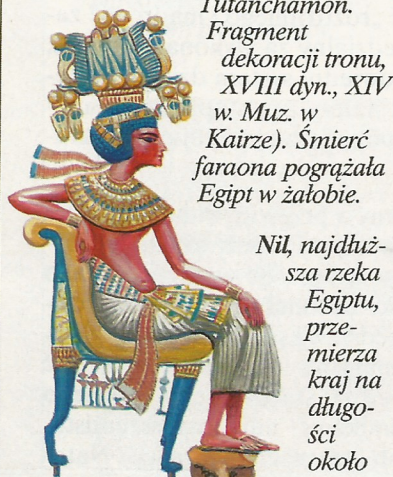 Tutanchamon.
Fragment
dekoracji tronu,
XVIII dyn., XIV
w. Muz. w
Kairze). Śmierć
faraona pogrążała
Egipt w żałobie.
Nil, najdłuż-
sza rzeka
Egiptu,
prze-
mierza
kraj na
długo-
ści
około